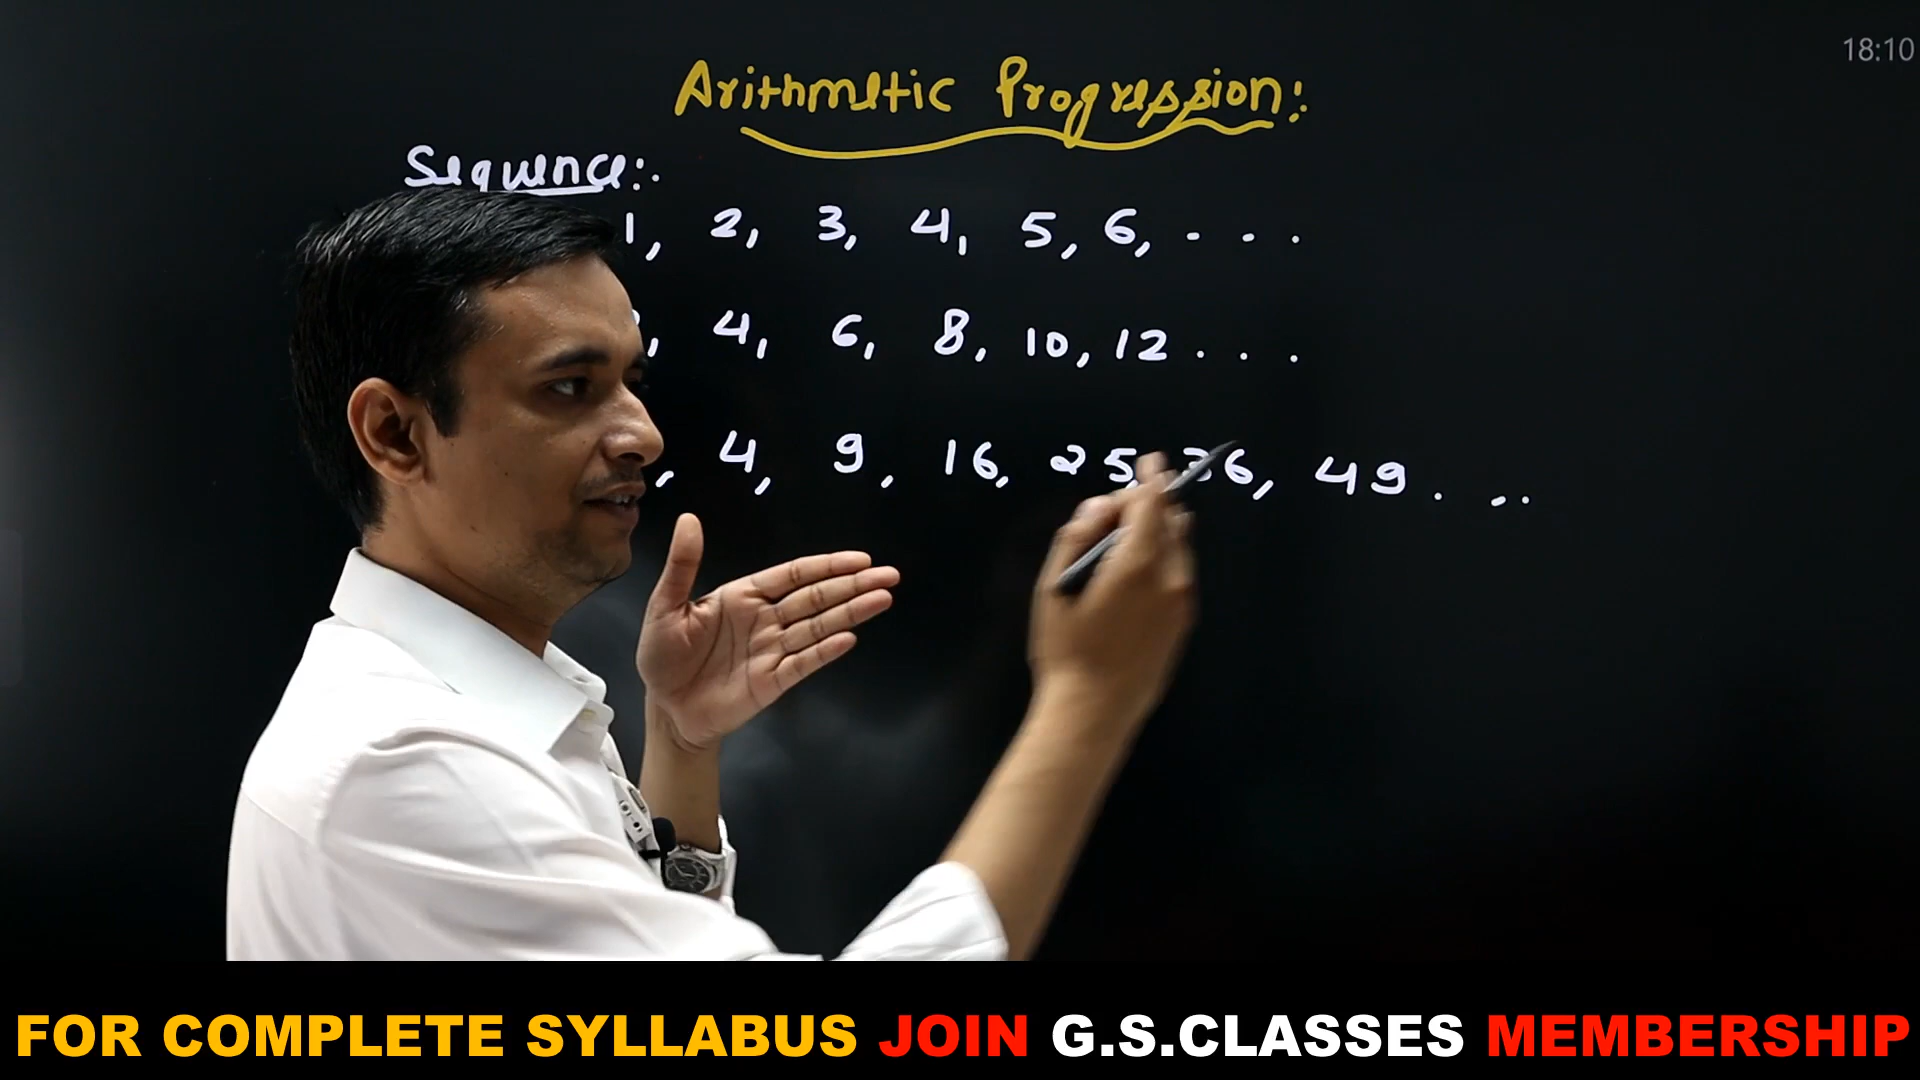 18:10
Arithmetic Progression:
Sequence:.
1, 2, 3, 4, 5, 6, . . .
, 4, 6, 8, 10, 12 . . .
, 4, 9, 16, 25, 36, 49. . .
FOR COMPLETE SYLLABUS JOIN G.S.CLASSES MEMBERSHIP